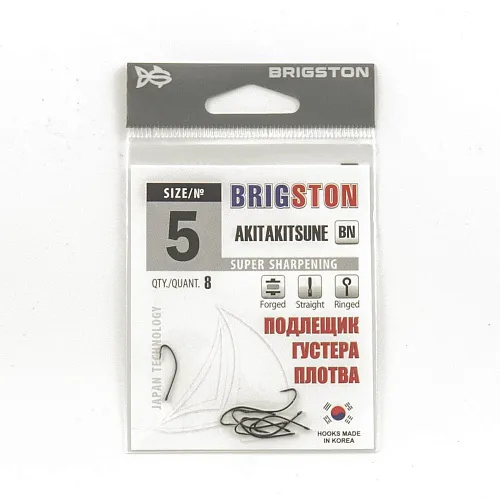 BRIGSTON
SIZE/№
5
QTY./QUANT. 8
BRIGSTON
AKITAKITSUNE BN
SUPER SHARPENING
Forged Straight Ringed
ПОДЛЕЩИК
ГУСТЕРА
ПЛОТВА
JAPAN TECHNOLOGY
HOOKS MADE
IN KOREA